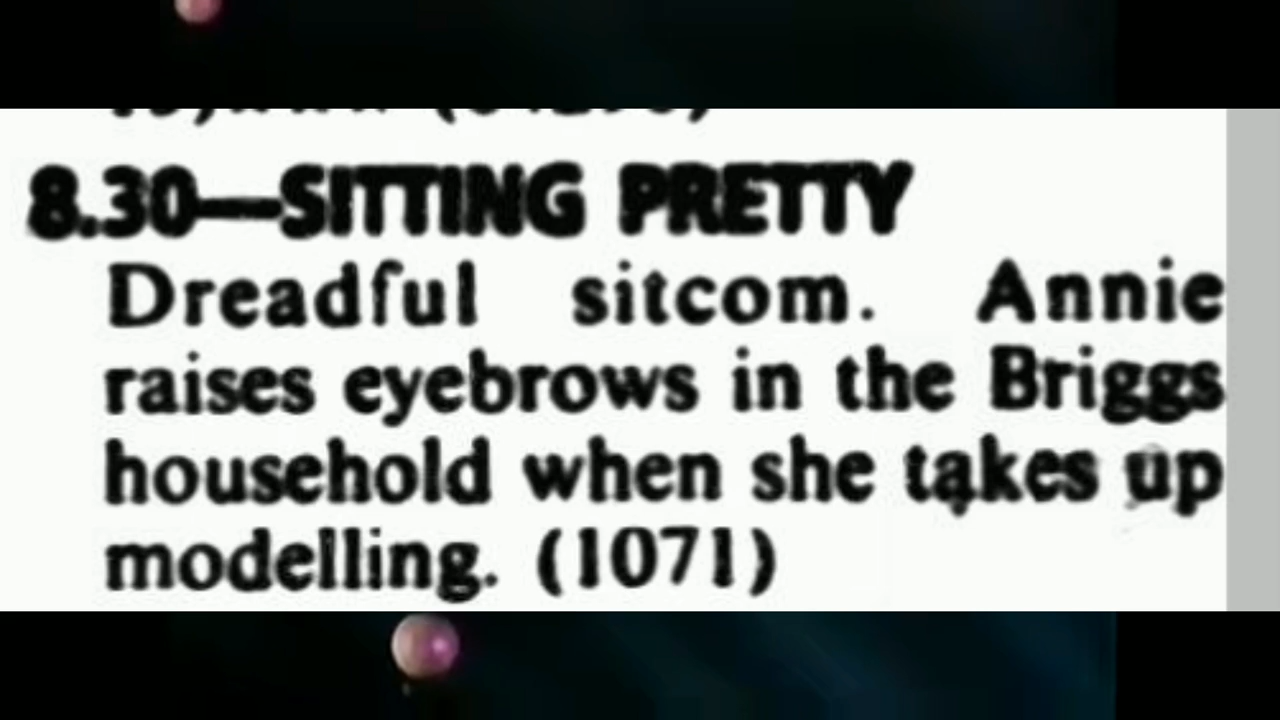 8.30—SITTING PRETTY
Dreadful sitcom. Annie
raises eyebrows in the Briggs
household when she takes up
modelling. (1071)